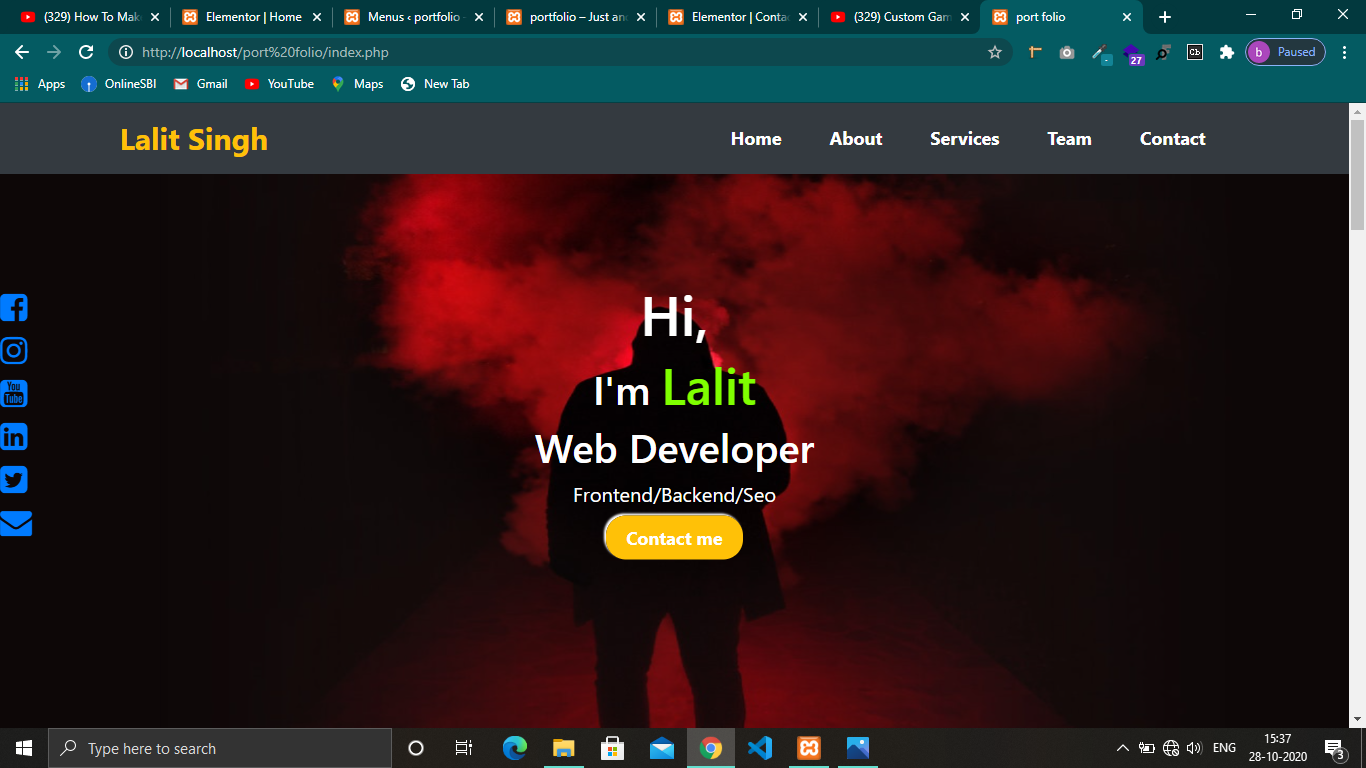 (329) How To Mak
Elementor | Home
Menus ‹ portfolio –
portfolio – Just an
Elementor | Conta
(329) Custom Gam
port folio
http://localhost/port%20folio/index.php
27
Cb
b
Paused
Apps
OnlineSBI
Gmail
YouTube
Maps
New Tab
Lalit Singh
Home
About
Services
Team
Contact
Hi,
I'm Lalit
You
Tube
Web Developer
Frontend/Backend/Seo
Contact me
Type here to search
ENG
15:37
28-10-2020
3